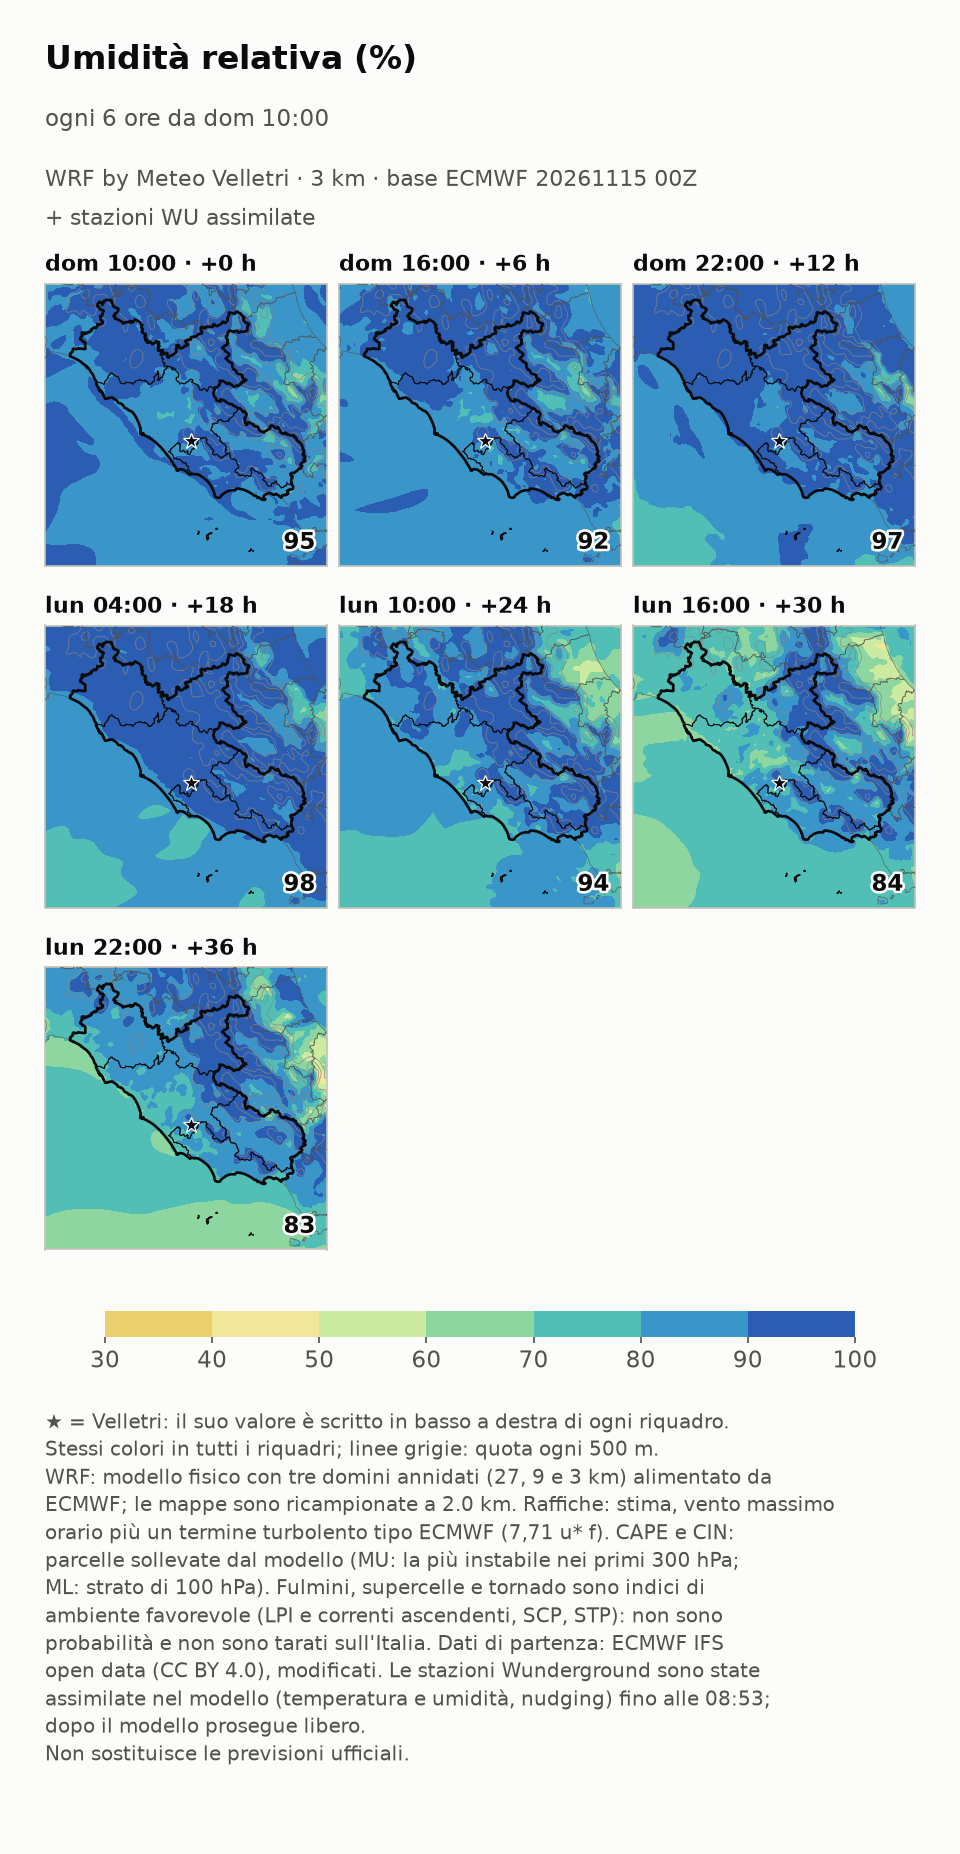 Umidità relativa (%)
ogni 6 ore da dom 10:00
WRF by Meteo Velletri · 3 km · base ECMWF 20261115 00Z
+ stazioni WU assimilate
dom 10:00 · +0 h
dom 16:00 · +6 h
dom 22:00 · +12 h
95
92
97
lun 04:00 · +18 h
lun 10:00 · +24 h
lun 16:00 · +30 h
98
94
84
lun 22:00 · +36 h
83
30 40 50 60 70 80 90 100
★ = Velletri: il suo valore è scritto in basso a destra di ogni riquadro.
Stessi colori in tutti i riquadri; linee grigie: quota ogni 500 m.
WRF: modello fisico con tre domini annidati (27, 9 e 3 km) alimentato da
ECMWF; le mappe sono ricampionate a 2.0 km. Raffiche: stima, vento massimo
orario più un termine turbolento tipo ECMWF (7,71 u* f). CAPE e CIN:
parcelle sollevate dal modello (MU: la più instabile nei primi 300 hPa;
ML: strato di 100 hPa). Fulmini, supercelle e tornado sono indici di
ambiente favorevole (LPI e correnti ascendenti, SCP, STP): non sono
probabilità e non sono tarati sull'Italia. Dati di partenza: ECMWF IFS
open data (CC BY 4.0), modificati. Le stazioni Wunderground sono state
assimilate nel modello (temperatura e umidità, nudging) fino alle 08:53;
dopo il modello prosegue libero.
Non sostituisce le previsioni ufficiali.